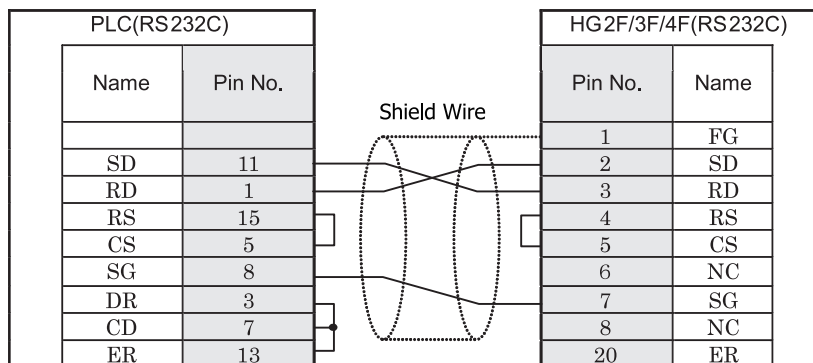 PLC(RS232C) HG2F/3F/4F(RS232C)
Name Pin No. Pin No. Name
Shield Wire
1 FG
SD 11 2 SD
RD 1 3 RD
RS 15 4 RS
CS 5 5 CS
SG 8 6 NC
DR 3 7 SG
CD 7 8 NC
ER 13 20 ER